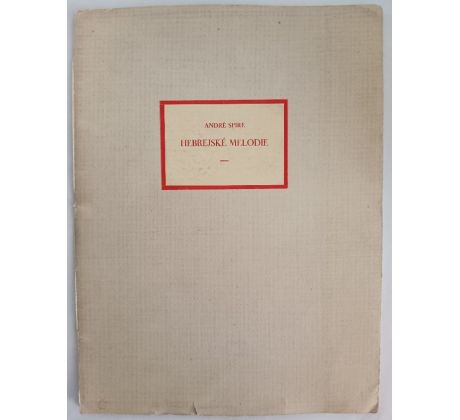 ANDRÉ SPIRE
HEBREJSKÉ MELODIE